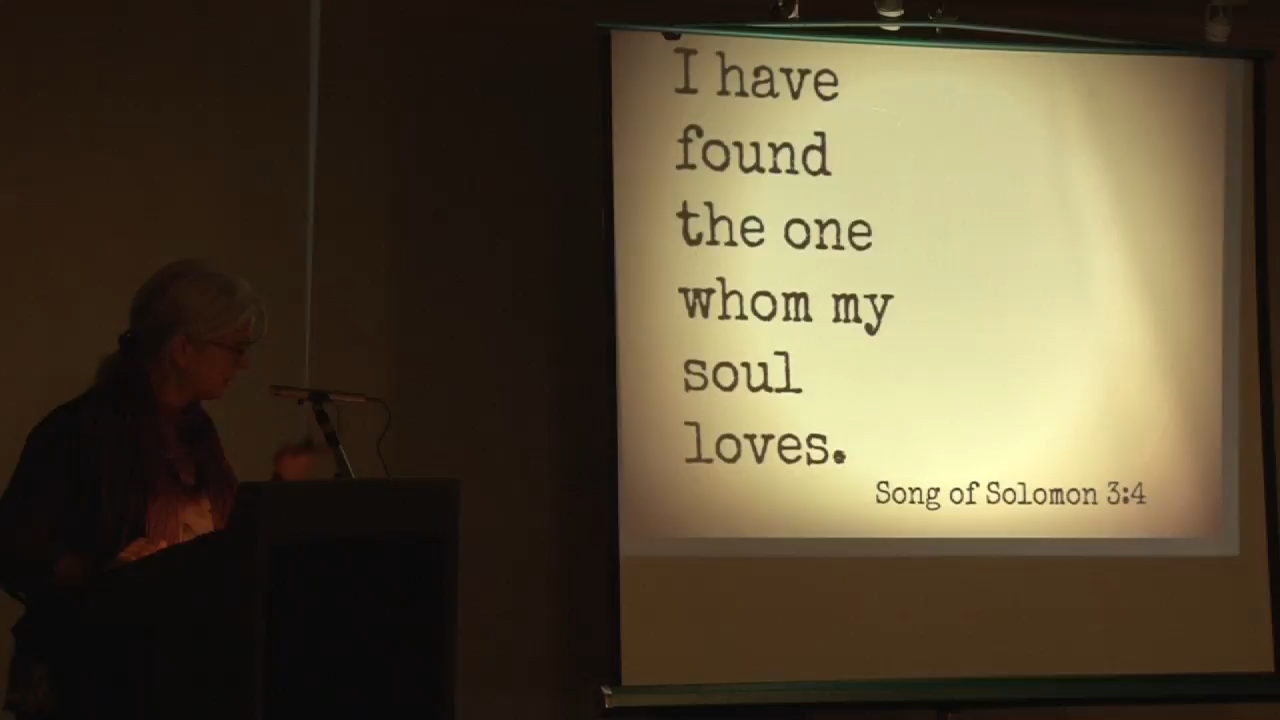 I have
found
the one
whom my
soul
loves.
Song of Solomon 3:4